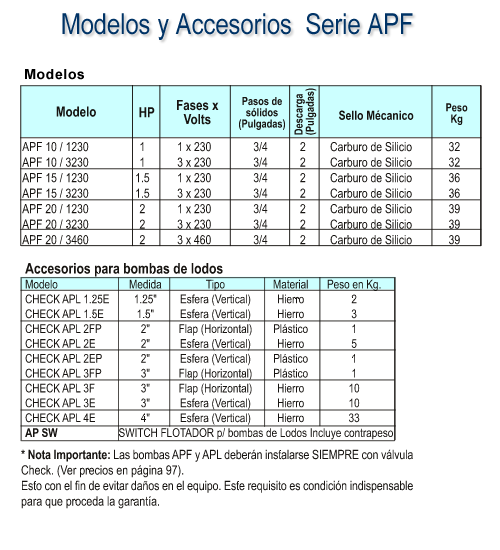 Modelos y Accesorios Serie APF
Modelos
Modelo HP Fases x Volts Pasos de sólidos (Pulgadas) Descarga (Pulgadas) Sello Mécanico Peso Kg
APF 10 / 1230 1 1 x 230 3/4 2 Carburo de Silicio 32
APF 10 / 3230 1 3 x 230 3/4 2 Carburo de Silicio 32
APF 15 / 1230 1.5 1 x 230 3/4 2 Carburo de Silicio 36
APF 15 / 3230 1.5 3 x 230 3/4 2 Carburo de Silicio 36
APF 20 / 1230 2 1 x 230 3/4 2 Carburo de Silicio 39
APF 20 / 3230 2 3 x 230 3/4 2 Carburo de Silicio 39
APF 20 / 3460 2 3 x 460 3/4 2 Carburo de Silicio 39
Accesorios para bombas de lodos
Modelo Medida Tipo Material Peso en Kg.
CHECK APL 1.25E 1.25" Esfera (Vertical) Hierro 2
CHECK APL 1.5E 1.5" Esfera (Vertical) Hierro 3
CHECK APL 2FP 2" Flap (Horizontal) Plástico 1
CHECK APL 2E 2" Esfera (Vertical) Hierro 5
CHECK APL 2EP 2" Esfera (Vertical) Plástico 1
CHECK APL 3FP 3" Flap (Horizontal) Plástico 1
CHECK APL 3F 3" Flap (Horizontal) Hierro 10
CHECK APL 3E 3" Esfera (Vertical) Hierro 10
CHECK APL 4E 4" Esfera (Vertical) Hierro 33
AP SW SWITCH FLOTADOR p/ bombas de Lodos Incluye contrapeso
* Nota Importante: Las bombas APF y APL deberán instalarse SIEMPRE con válvula
Check. (Ver precios en página 97).
Esto con el fin de evitar daños en el equipo. Este requisito es condición indispensable
para que proceda la garantía.